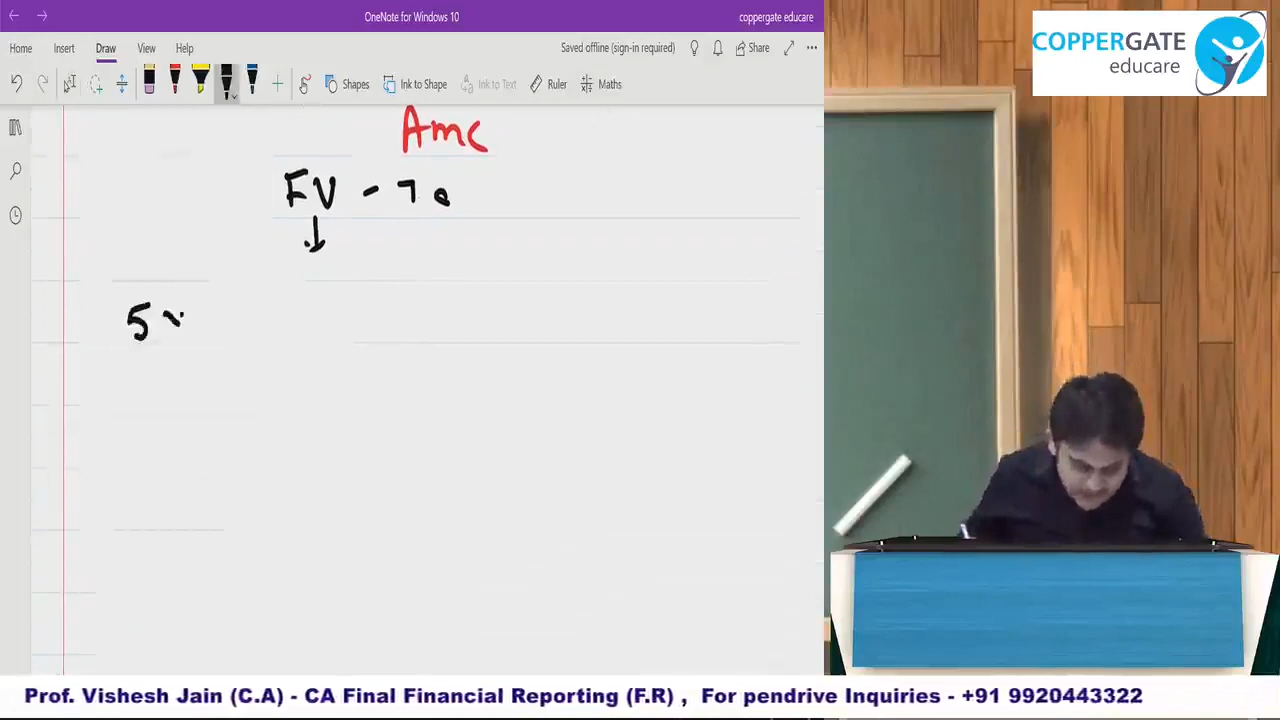 OneNote for Windows 10
coppergate educare
Home Insert Draw View Help
Saved offline (sign-in required)
Share
Shapes
Ink to Shape
Ink to Text
Ruler
Maths
COPPERGATE
educare
Amc
FV -
5
Prof. Vishesh Jain (C.A) - CA Final Financial Reporting (F.R) , For pendrive Inquiries - +91 9920443322